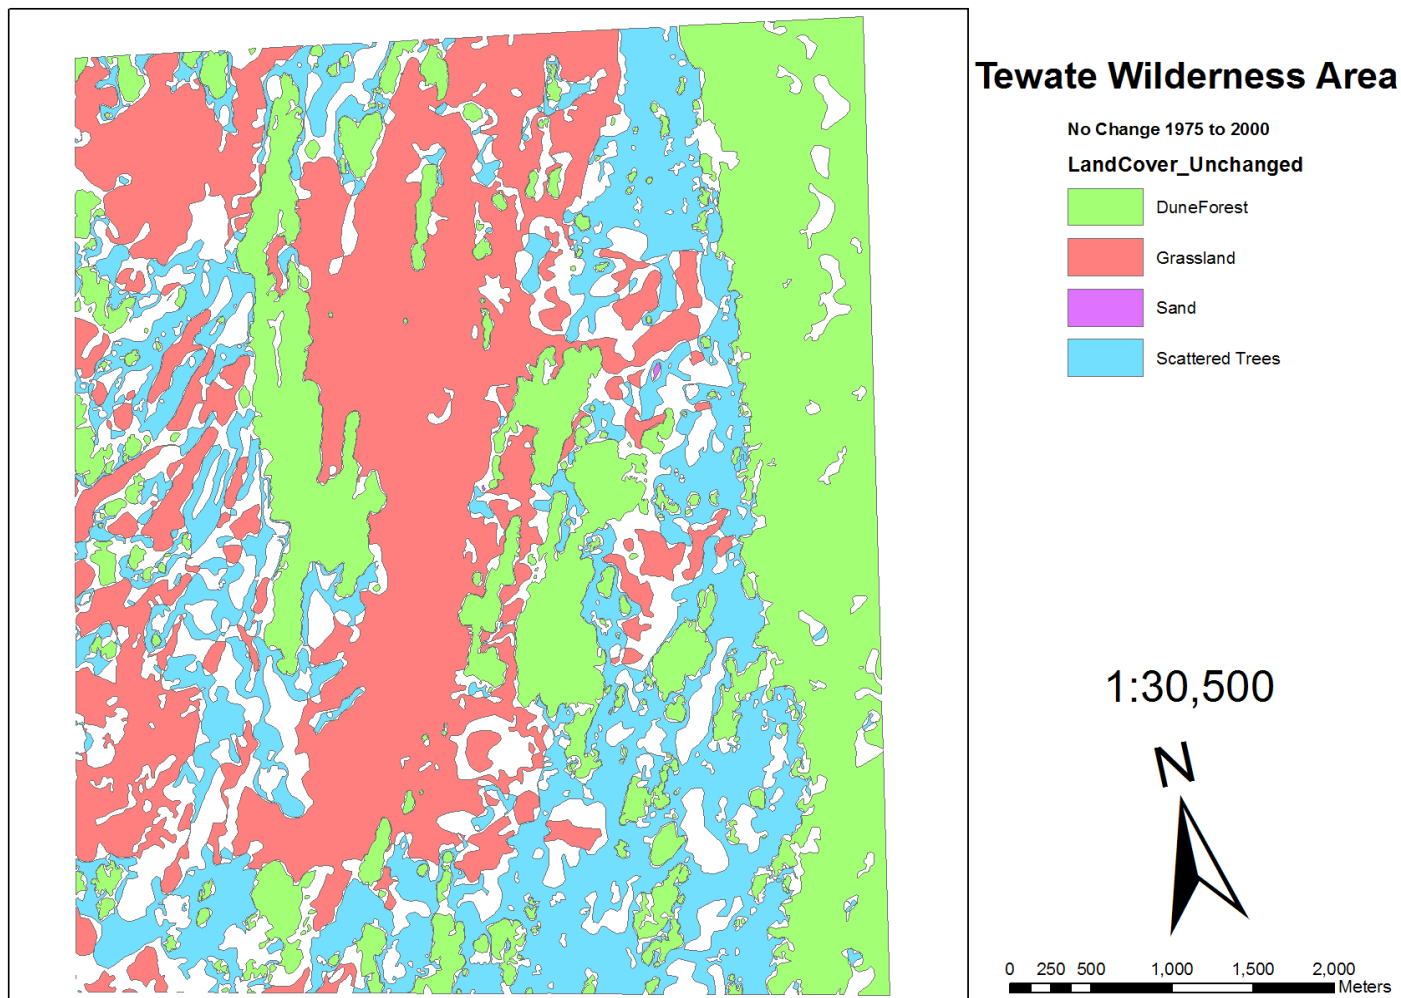 Tewate Wilderness Area
No Change 1975 to 2000
LandCover_Unchanged
DuneForest
Grassland
Sand
Scattered Trees
1:30,500
N
0 250 500 1,000 1,500 2,000
Meters